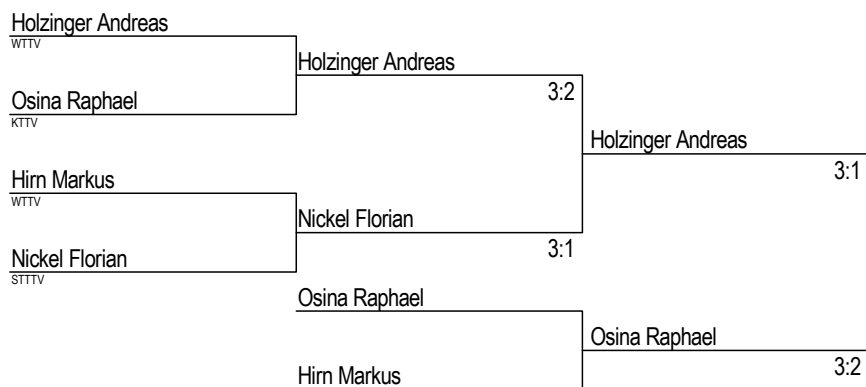 Holzinger Andreas
WTTV
Holzinger Andreas
3:2
Osina Raphael
KTTV
Holzinger Andreas
3:1
Hirn Markus
WTTV
Nickel Florian
3:1
Nickel Florian
STTTV
Osina Raphael
Osina Raphael
3:2
Hirn Markus